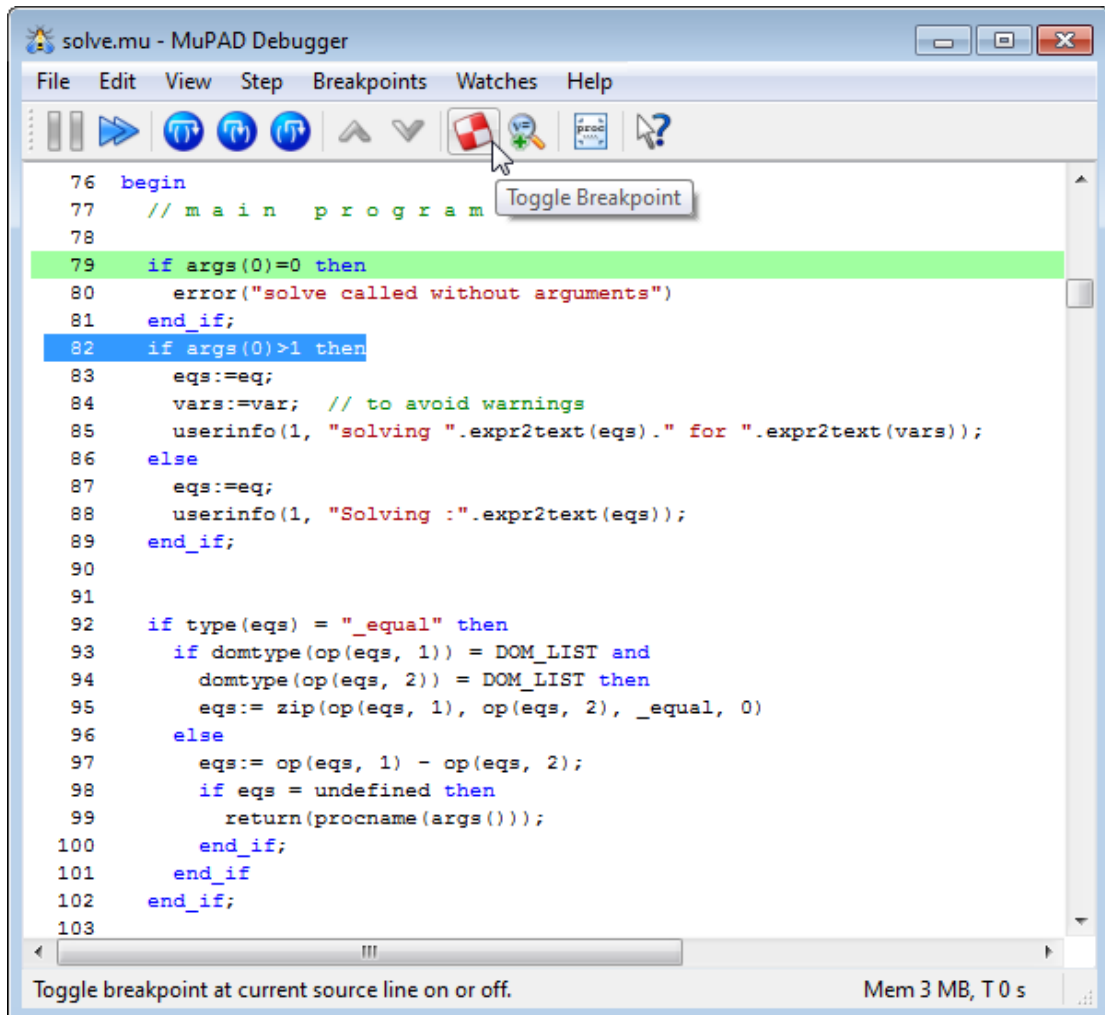 solve.mu - MuPAD Debugger
File Edit View Step Breakpoints Watches Help
proc
Toggle Breakpoint
76 begin
77 // m a i n p r o g r a m
78
79 if args(0)=0 then
80 error("solve called without arguments")
81 end_if;
82 if args(0)>1 then
83 eqs:=eq;
84 vars:=var; // to avoid warnings
85 userinfo(1, "solving ".expr2text(eqs)." for ".expr2text(vars));
86 else
87 eqs:=eq;
88 userinfo(1, "Solving :".expr2text(eqs));
89 end_if;
90
91
92 if type(eqs) = "_equal" then
93 if domtype(op(eqs, 1)) = DOM_LIST and
94 domtype(op(eqs, 2)) = DOM_LIST then
95 eqs:= zip(op(eqs, 1), op(eqs, 2), _equal, 0)
96 else
97 eqs:= op(eqs, 1) - op(eqs, 2);
98 if eqs = undefined then
99 return(procname(args()));
100 end_if;
101 end_if
102 end_if;
103
Toggle breakpoint at current source line on or off. Mem 3 MB, T 0 s